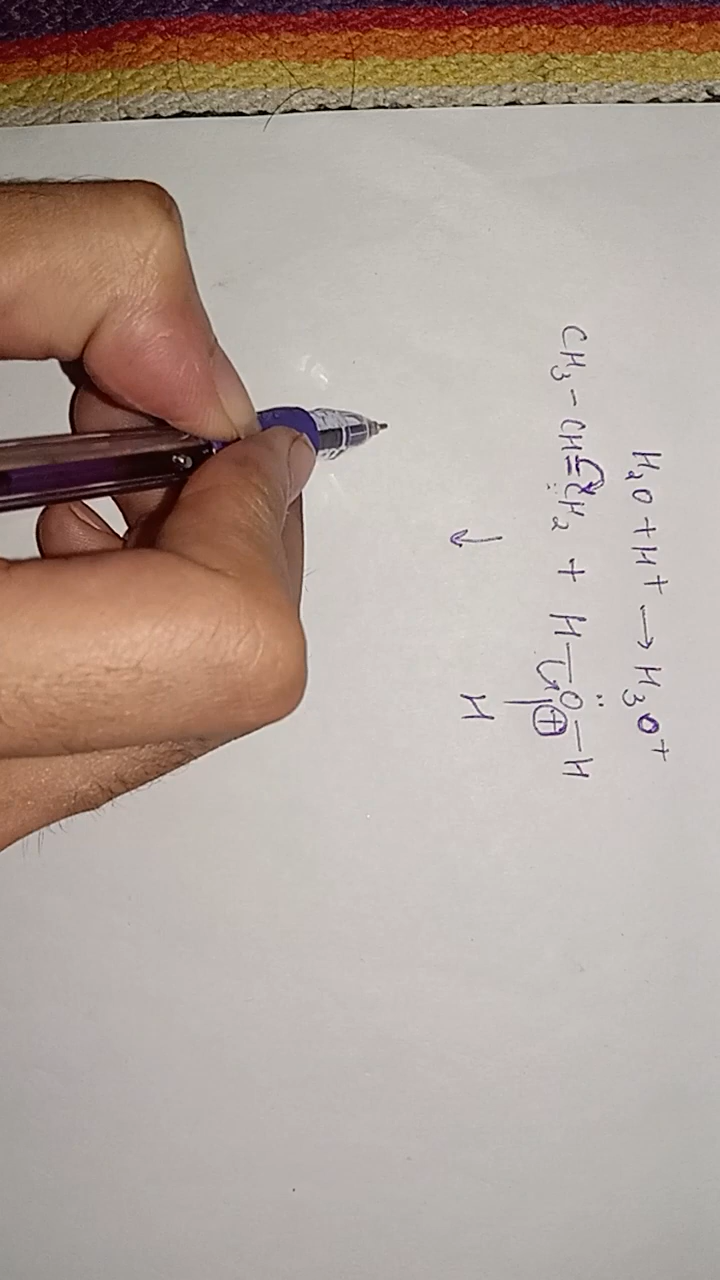 H₂O + H⁺ → H₃O⁺
CH₃ - CH = CH₂ + H - Ö - H
⊕
↓
H